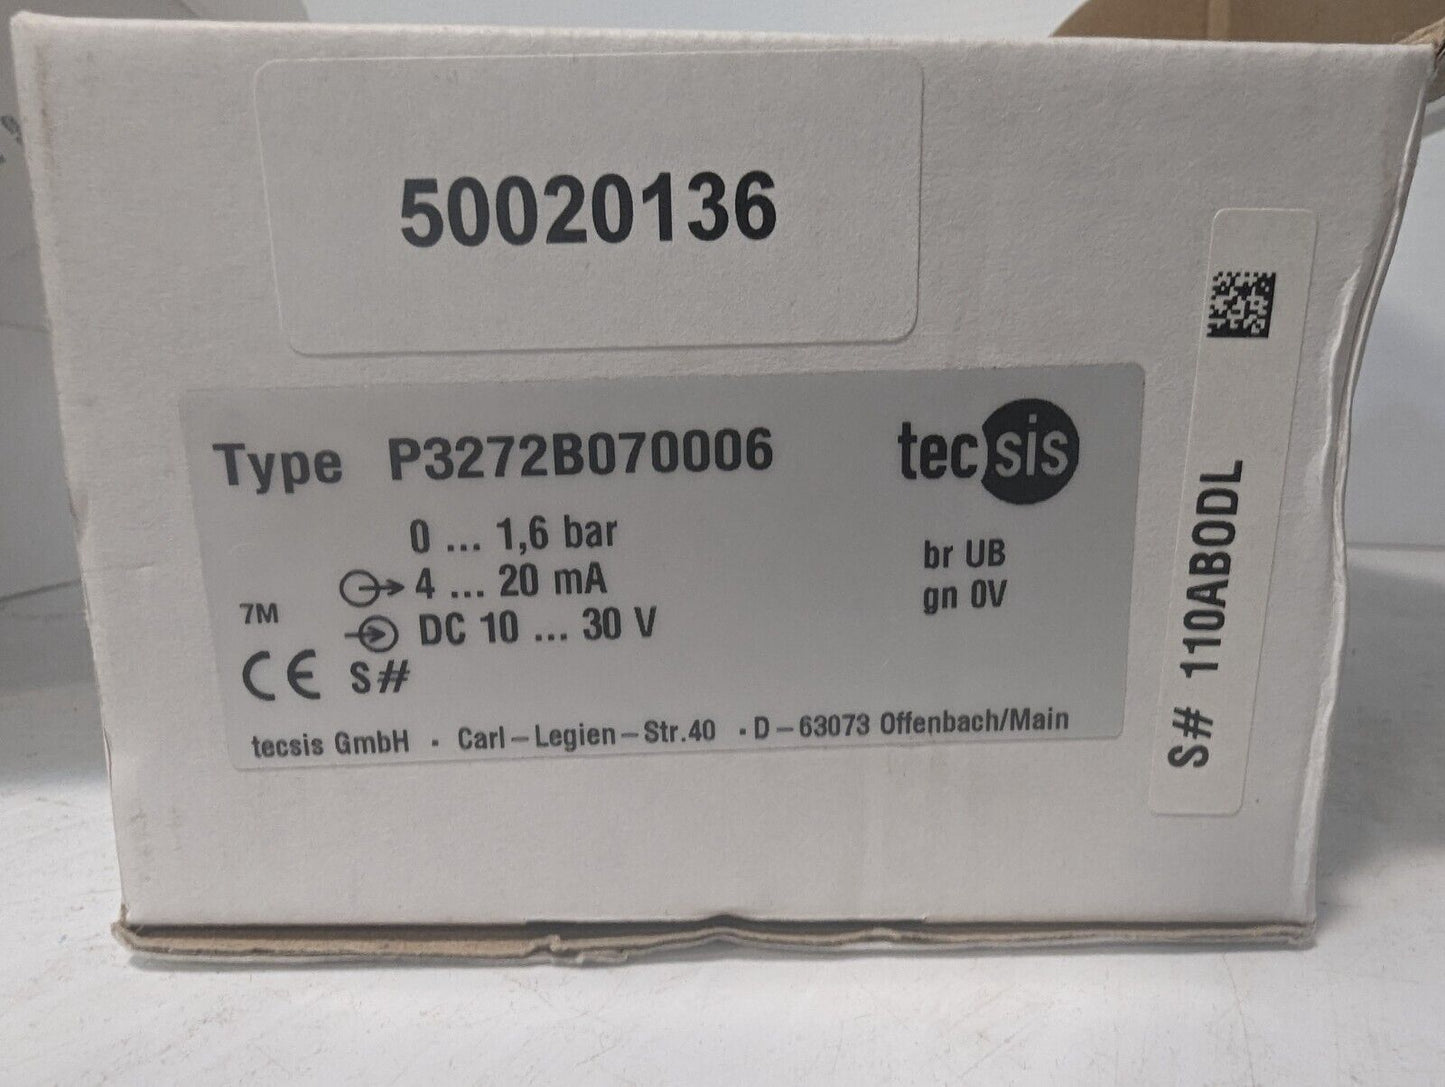 50020136
Type P3272B070006
tecsis
0 ... 1,6 bar
4 ... 20 mA
DC 10 ... 30 V
br UB
gn 0V
7M
CE S#
tecsis GmbH . Carl-Legien-Str.40 . D-63073 Offenbach/Main
S# 110AB0DL